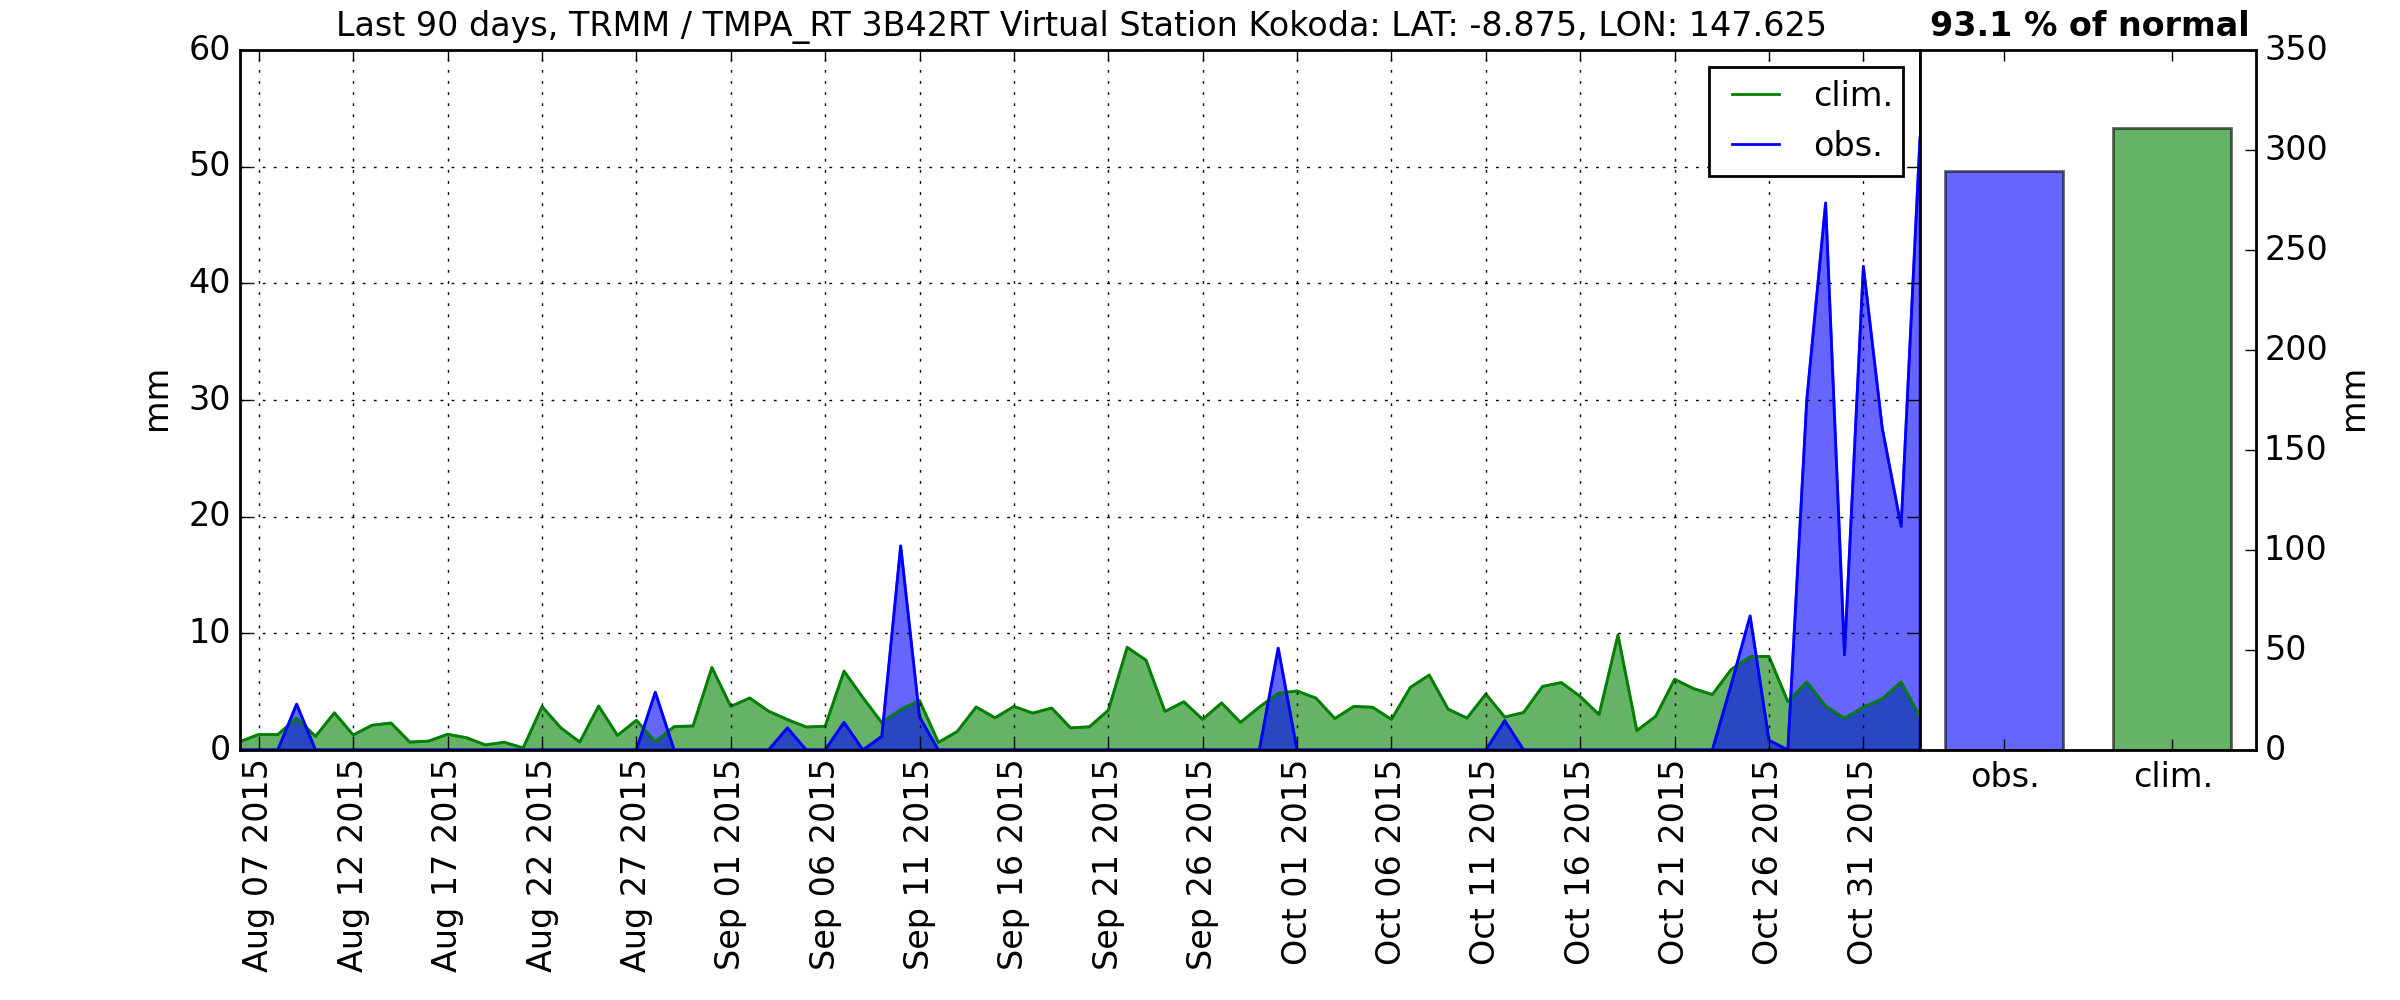 Last 90 days, TRMM / TMPA_RT 3B42RT Virtual Station Kokoda: LAT: -8.875, LON: 147.625
93.1 % of normal
60
50
40
30
20
10
0
mm
clim.
obs.
350
300
250
200
150
100
50
0
mm
Aug 07 2015
Aug 12 2015
Aug 17 2015
Aug 22 2015
Aug 27 2015
Sep 01 2015
Sep 06 2015
Sep 11 2015
Sep 16 2015
Sep 21 2015
Sep 26 2015
Oct 01 2015
Oct 06 2015
Oct 11 2015
Oct 16 2015
Oct 21 2015
Oct 26 2015
Oct 31 2015
obs.
clim.